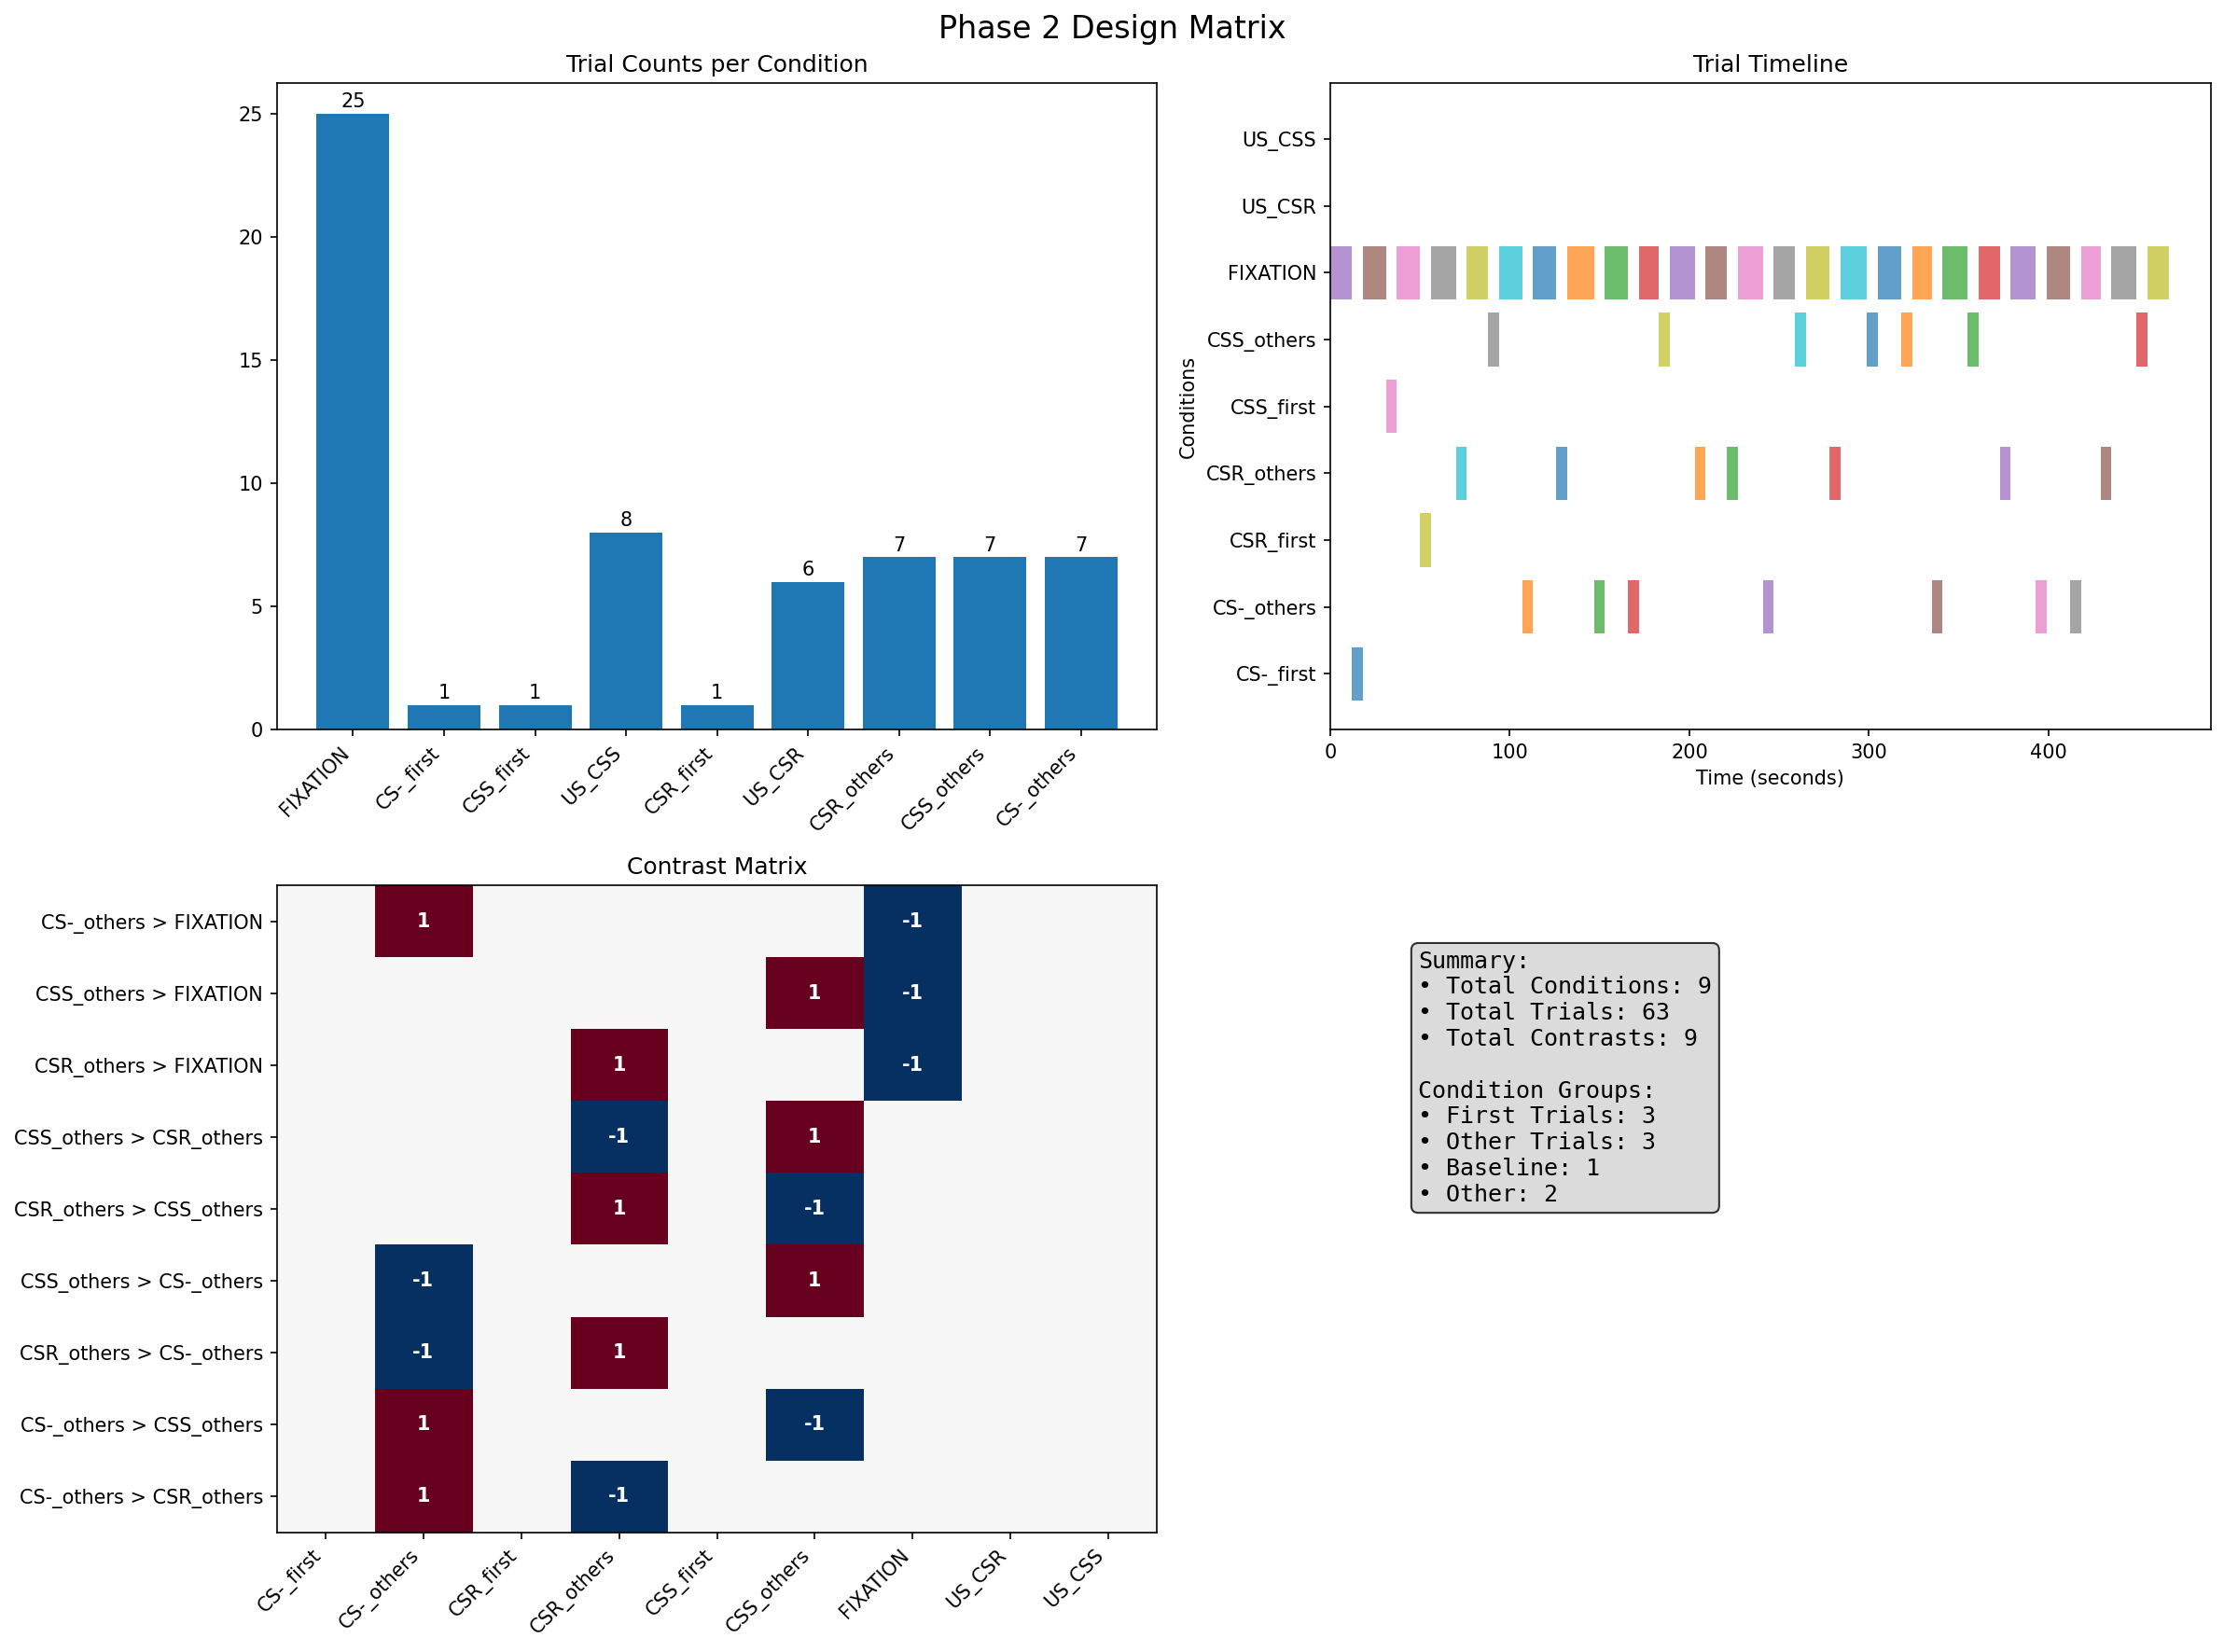 Phase 2 Design Matrix
Trial Counts per Condition
25
20
15
10
5
0
25
1
1
8
1
6
7
7
7
FIXATION
CS-_first
CSS_first
US_CSS
CSR_first
US_CSR
CSR_others
CSS_others
CS-_others
Trial Timeline
Conditions
US_CSS
US_CSR
FIXATION
CSS_others
CSS_first
CSR_others
CSR_first
CS-_others
CS-_first
0
100
200
300
400
Time (seconds)
Contrast Matrix
CS-_others > FIXATION
1
-1
CSS_others > FIXATION
1
-1
CSR_others > FIXATION
1
-1
CSS_others > CSR_others
-1
1
CSR_others > CSS_others
1
-1
CSS_others > CS-_others
-1
1
CSR_others > CS-_others
-1
1
CS-_others > CSS_others
1
-1
CS-_others > CSR_others
1
-1
CS-_first
CS-_others
CSR_first
CSR_others
CSS_first
CSS_others
FIXATION
US_CSR
US_CSS
Summary:
• Total Conditions: 9
• Total Trials: 63
• Total Contrasts: 9
Condition Groups:
• First Trials: 3
• Other Trials: 3
• Baseline: 1
• Other: 2